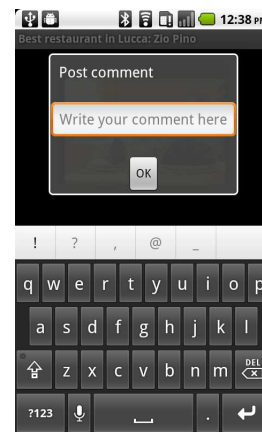 12:38 PM
Best restaurant in Lucca: Zio Pino
Post comment
Write your comment here
OK
! ? , @ _
q w e r t y u i o p
a s d f g h j k l
z x c v b n m DEL
?123 .